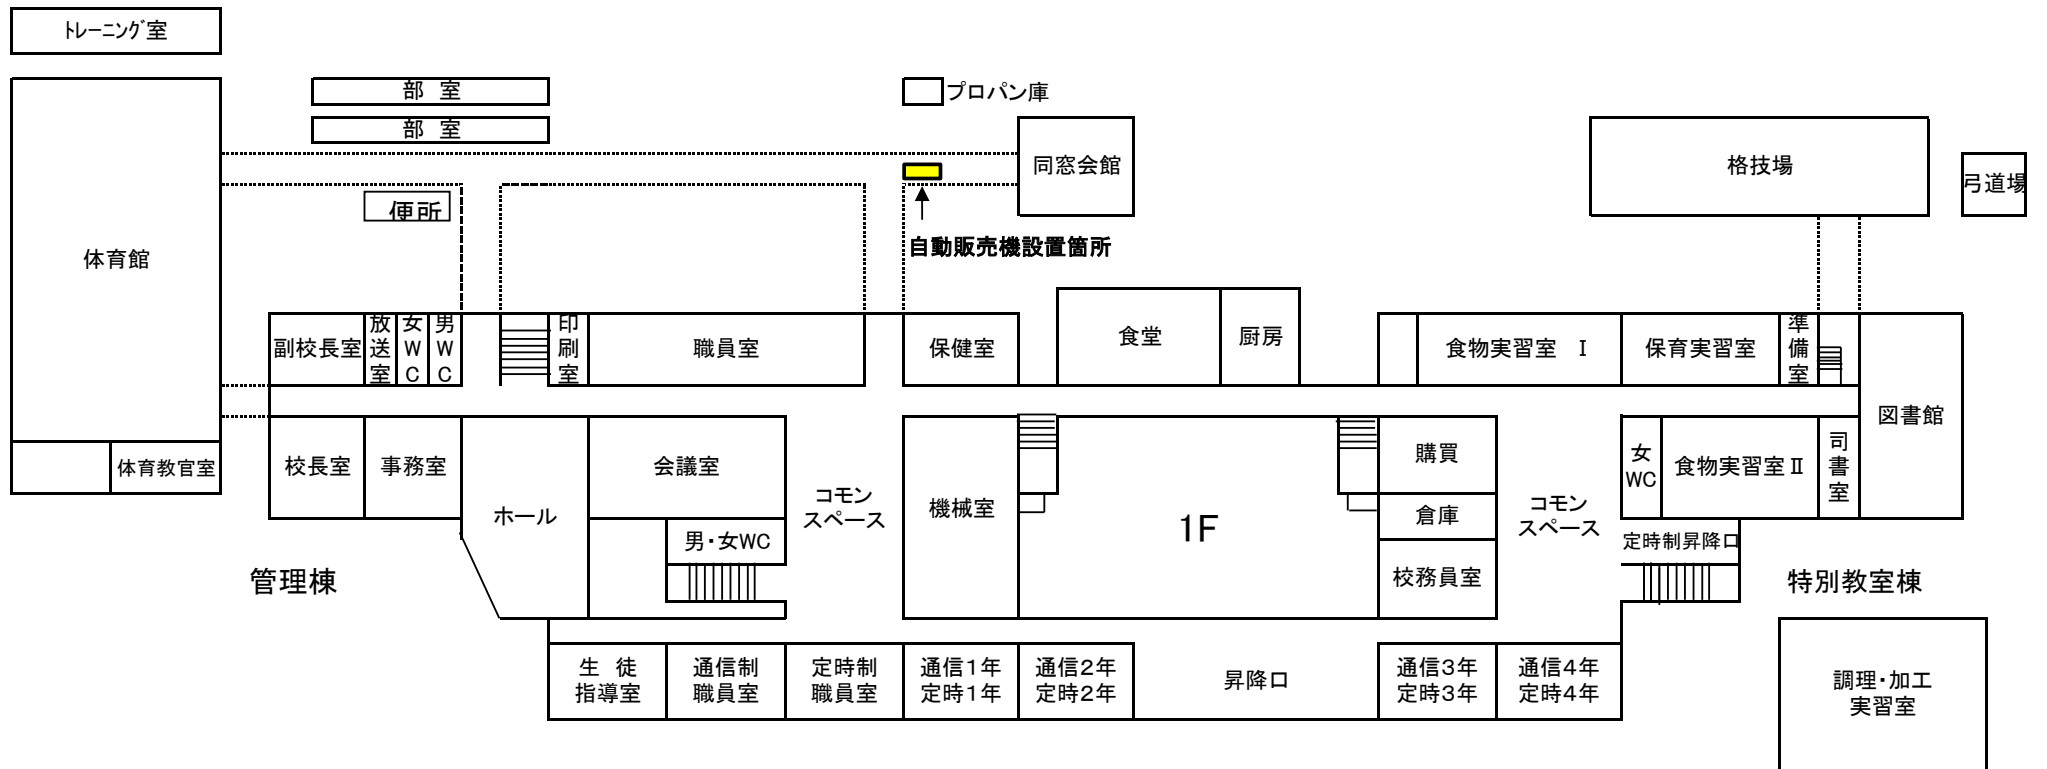 ﾄﾚｰﾆﾝｸﾞ室
部 室
プロパン庫
部 室
同窓会館
格技場
弓道場
便所
自動販売機設置箇所
体育館
副校長室
放送室
女WC
男WC
印刷室
職員室
保健室
食堂
厨房
食物実習室 Ⅰ
保育実習室
準備室
図書館
体育教官室
校長室
事務室
ホール
会議室
コモン
スペース
機械室
1F
購買
倉庫
校務員室
コモン
スペース
女
WC
食物実習室Ⅱ
司書室
男・女WC
定時制昇降口
管理棟
特別教室棟
生 徒
指導室
通信制
職員室
定時制
職員室
通信1年
定時1年
通信2年
定時2年
昇降口
通信3年
定時3年
通信4年
定時4年
調理・加工
実習室